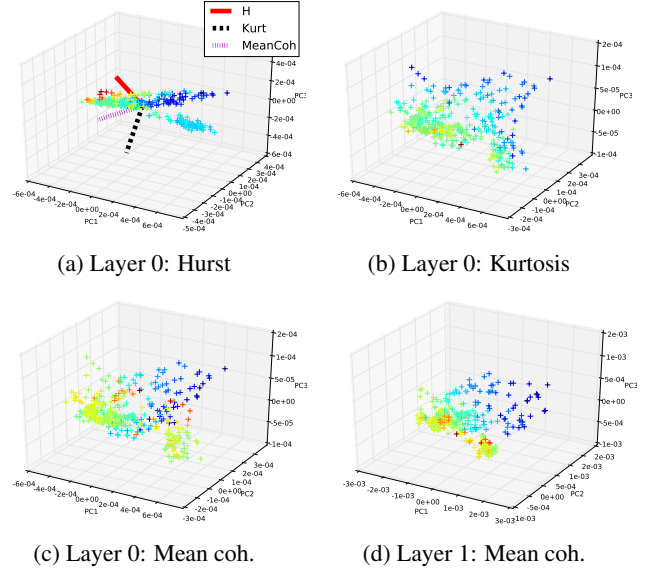 H
Kurt
MeanCoh
4e-04
2e-04
0e+00
PC3
-2e-04
-4e-04
-6e-04
-6e-04
-4e-04
-2e-04
0e+00
2e-04
4e-04
6e-04
PC1
-5e-04
-4e-04
-2e-04
-1e-04
0e+00
1e-04
2e-04
4e-04
PC2
2e-04
1e-04
5e-05
0e+00
PC3
-5e-05
-1e-04
-6e-04
-4e-04
-2e-04
0e+00
2e-04
4e-04
6e-04
PC1
-3e-04
-2e-04
-1e-04
0e+00
1e-04
2e-04
3e-04
4e-04
PC2
(a) Layer 0: Hurst
(b) Layer 0: Kurtosis
2e-04
1e-04
5e-05
0e+00
PC3
-5e-05
-1e-04
-6e-04
-4e-04
-2e-04
0e+00
2e-04
4e-04
6e-04
PC1
-3e-04
-2e-04
-1e-04
0e+00
1e-04
2e-04
3e-04
PC2
2e-03
1e-03
5e-04
0e+00
PC3
-5e-04
-1e-03
-3e-03
-2e-03
-1e-03
0e+00
1e-03
2e-03
3e-03
PC1
-1e-03
-5e-04
0e+00
5e-04
1e-03
2e-03
PC2
(c) Layer 0: Mean coh.
(d) Layer 1: Mean coh.